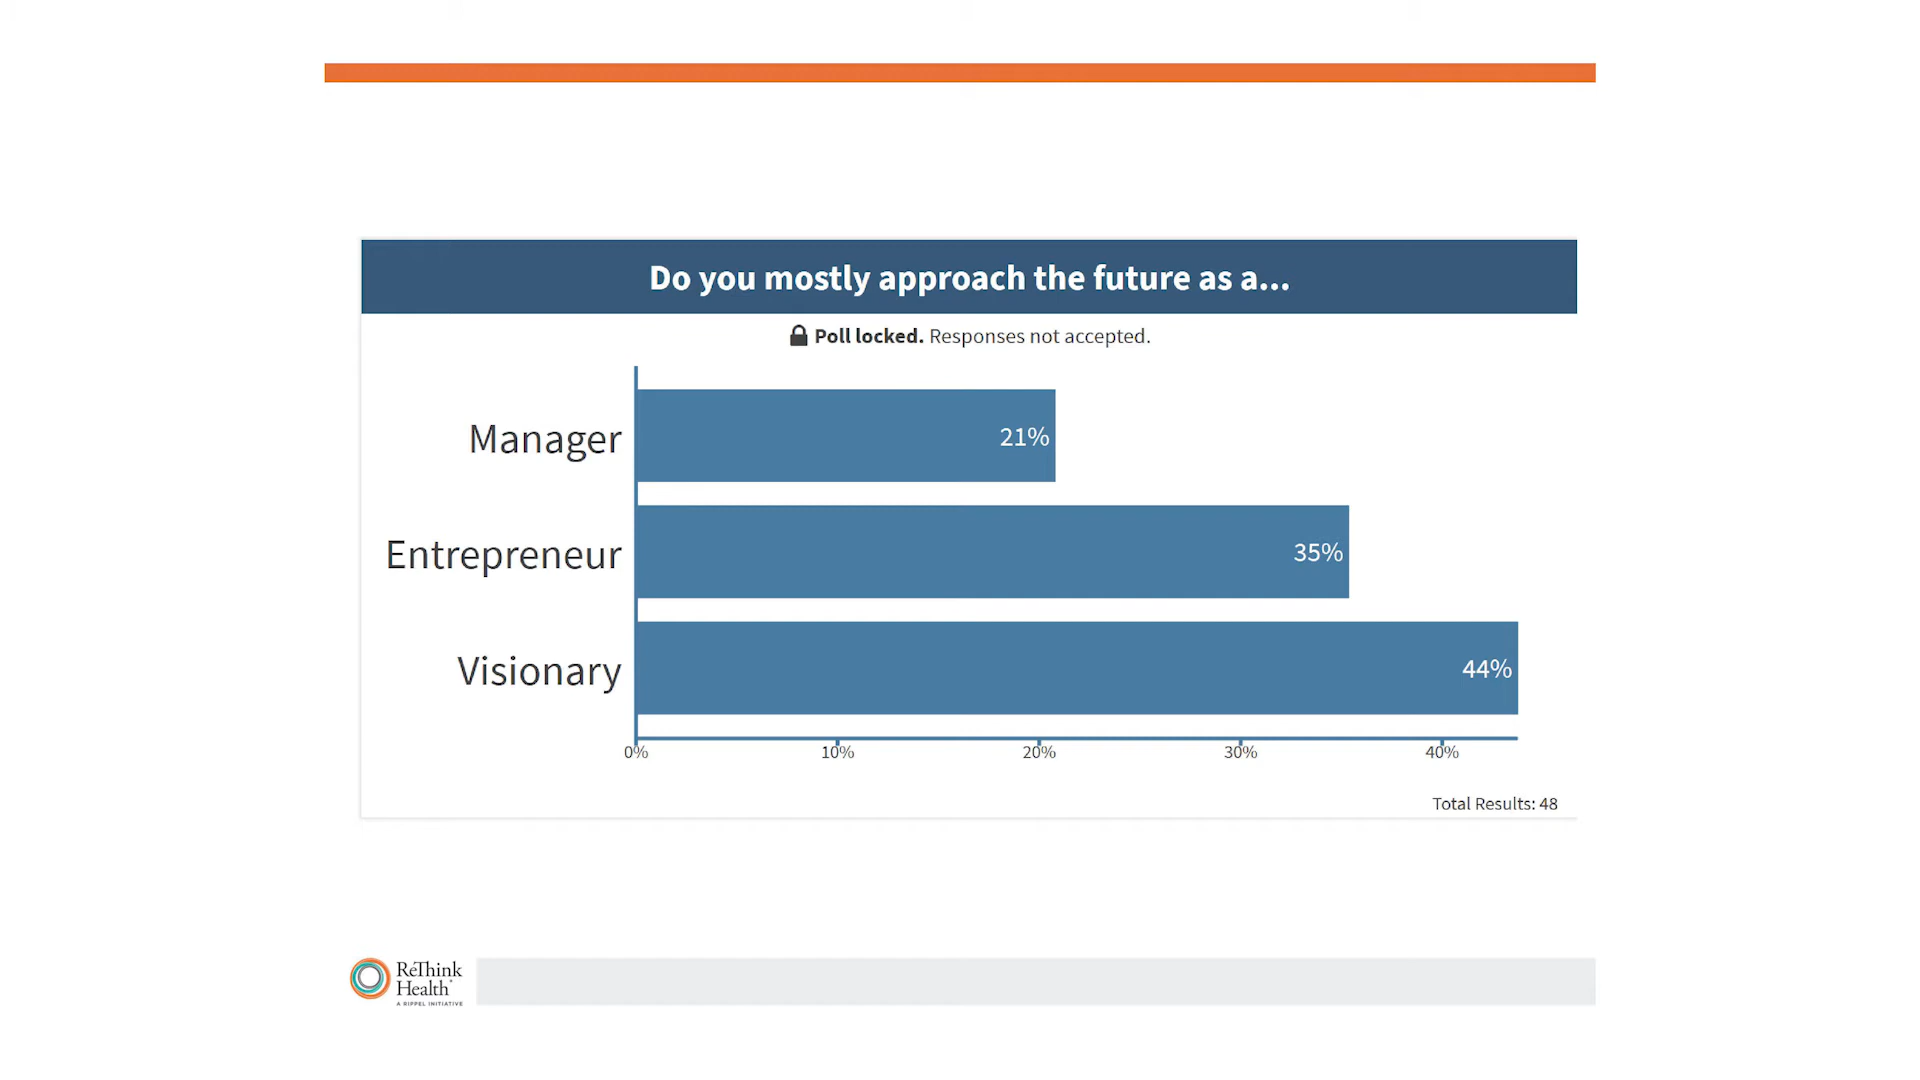 Do you mostly approach the future as a...
Poll locked. Responses not accepted.
Manager
21%
Entrepreneur
35%
Visionary
44%
0% 10% 20% 30% 40%
Total Results: 48
ReThink
Health
A RIPPEL INITIATIVE